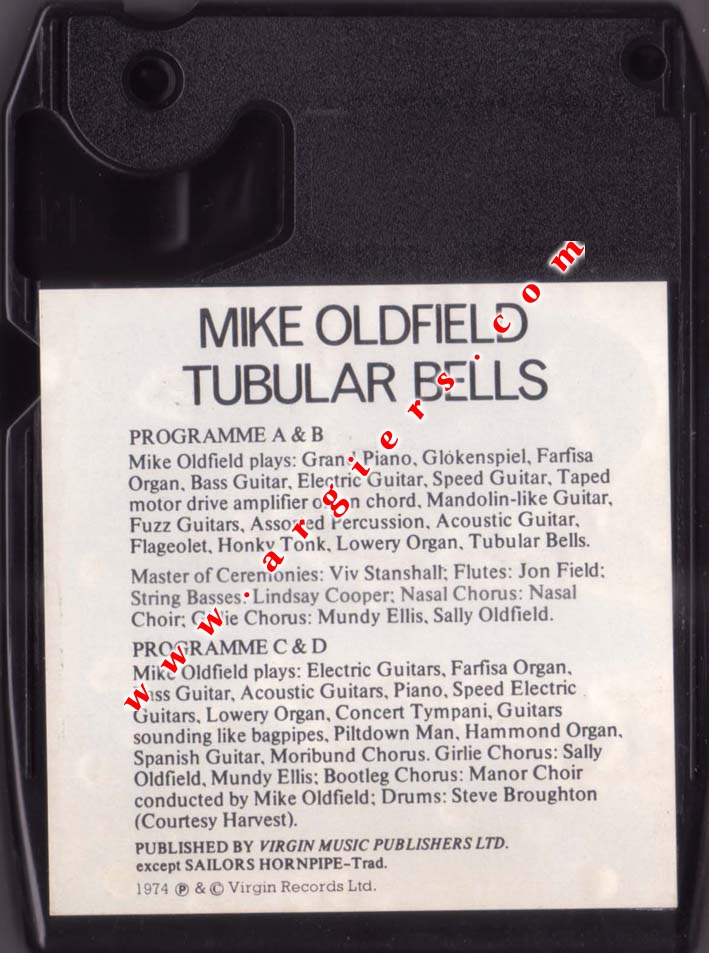 MIKE OLDFIELD
TUBULAR BELLS
PROGRAMME A & B
Mike Oldfield plays: Grand Piano, Glokenspiel, Farfisa
Organ, Bass Guitar, Electric Guitar, Speed Guitar, Taped
motor drive amplifier organ chord, Mandolin-like Guitar,
Fuzz Guitars, Assorted Percussion, Acoustic Guitar,
Flageolet, Honky Tonk, Lowery Organ, Tubular Bells.
Master of Ceremonies: Viv Stanshall; Flutes: Jon Field;
String Basses: Lindsay Cooper; Nasal Chorus: Nasal
Choir; Girlie Chorus: Mundy Ellis, Sally Oldfield.
PROGRAMME C & D
Mike Oldfield plays: Electric Guitars, Farfisa Organ,
Bass Guitar, Acoustic Guitars, Piano, Speed Electric
Guitars, Lowery Organ, Concert Tympani, Guitars
sounding like bagpipes, Piltdown Man, Hammond Organ,
Spanish Guitar, Moribund Chorus. Girlie Chorus: Sally
Oldfield, Mundy Ellis; Bootleg Chorus: Manor Choir
conducted by Mike Oldfield; Drums: Steve Broughton
(Courtesy Harvest).
PUBLISHED BY VIRGIN MUSIC PUBLISHERS LTD.
except SAILORS HORNPIPE-Trad.
1974 ℗ & © Virgin Records Ltd.
www.argiers.com